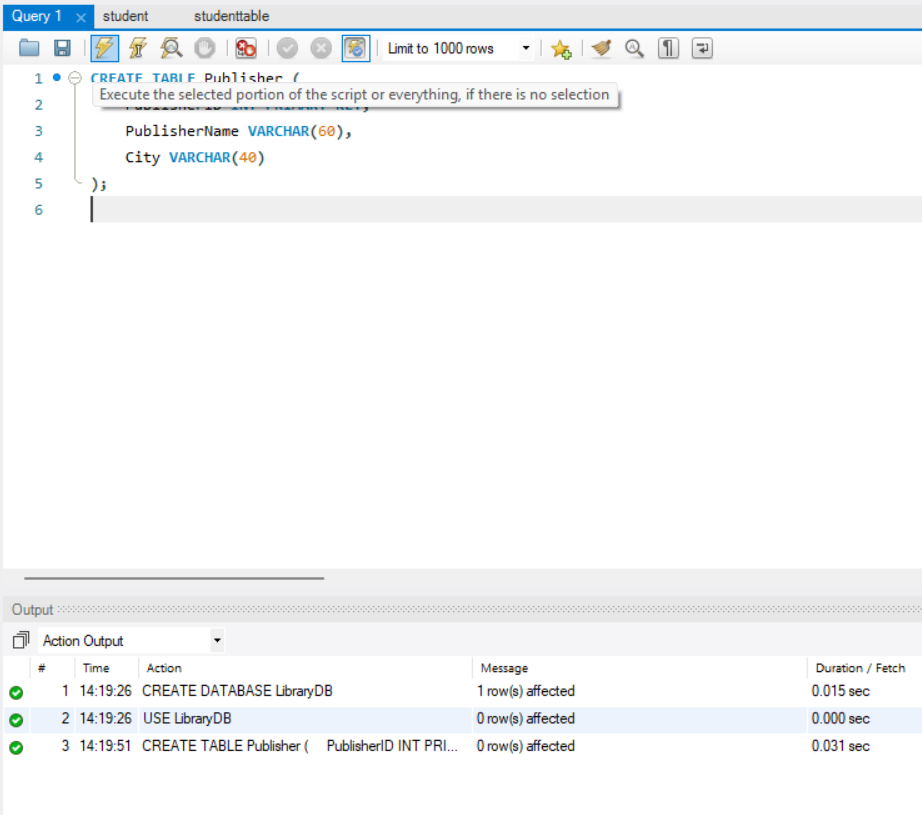 Query 1 student studenttable
Limit to 1000 rows
1 CREATE TABLE Publisher (
Execute the selected portion of the script or everything, if there is no selection
2
3 PublisherName VARCHAR(60),
4 City VARCHAR(40)
5 );
6
Output
Action Output
# Time Action Message Duration / Fetch
1 14:19:26 CREATE DATABASE LibraryDB 1 row(s) affected 0.015 sec
2 14:19:26 USE LibraryDB 0 row(s) affected 0.000 sec
3 14:19:51 CREATE TABLE Publisher ( PublisherID INT PRI... 0 row(s) affected 0.031 sec